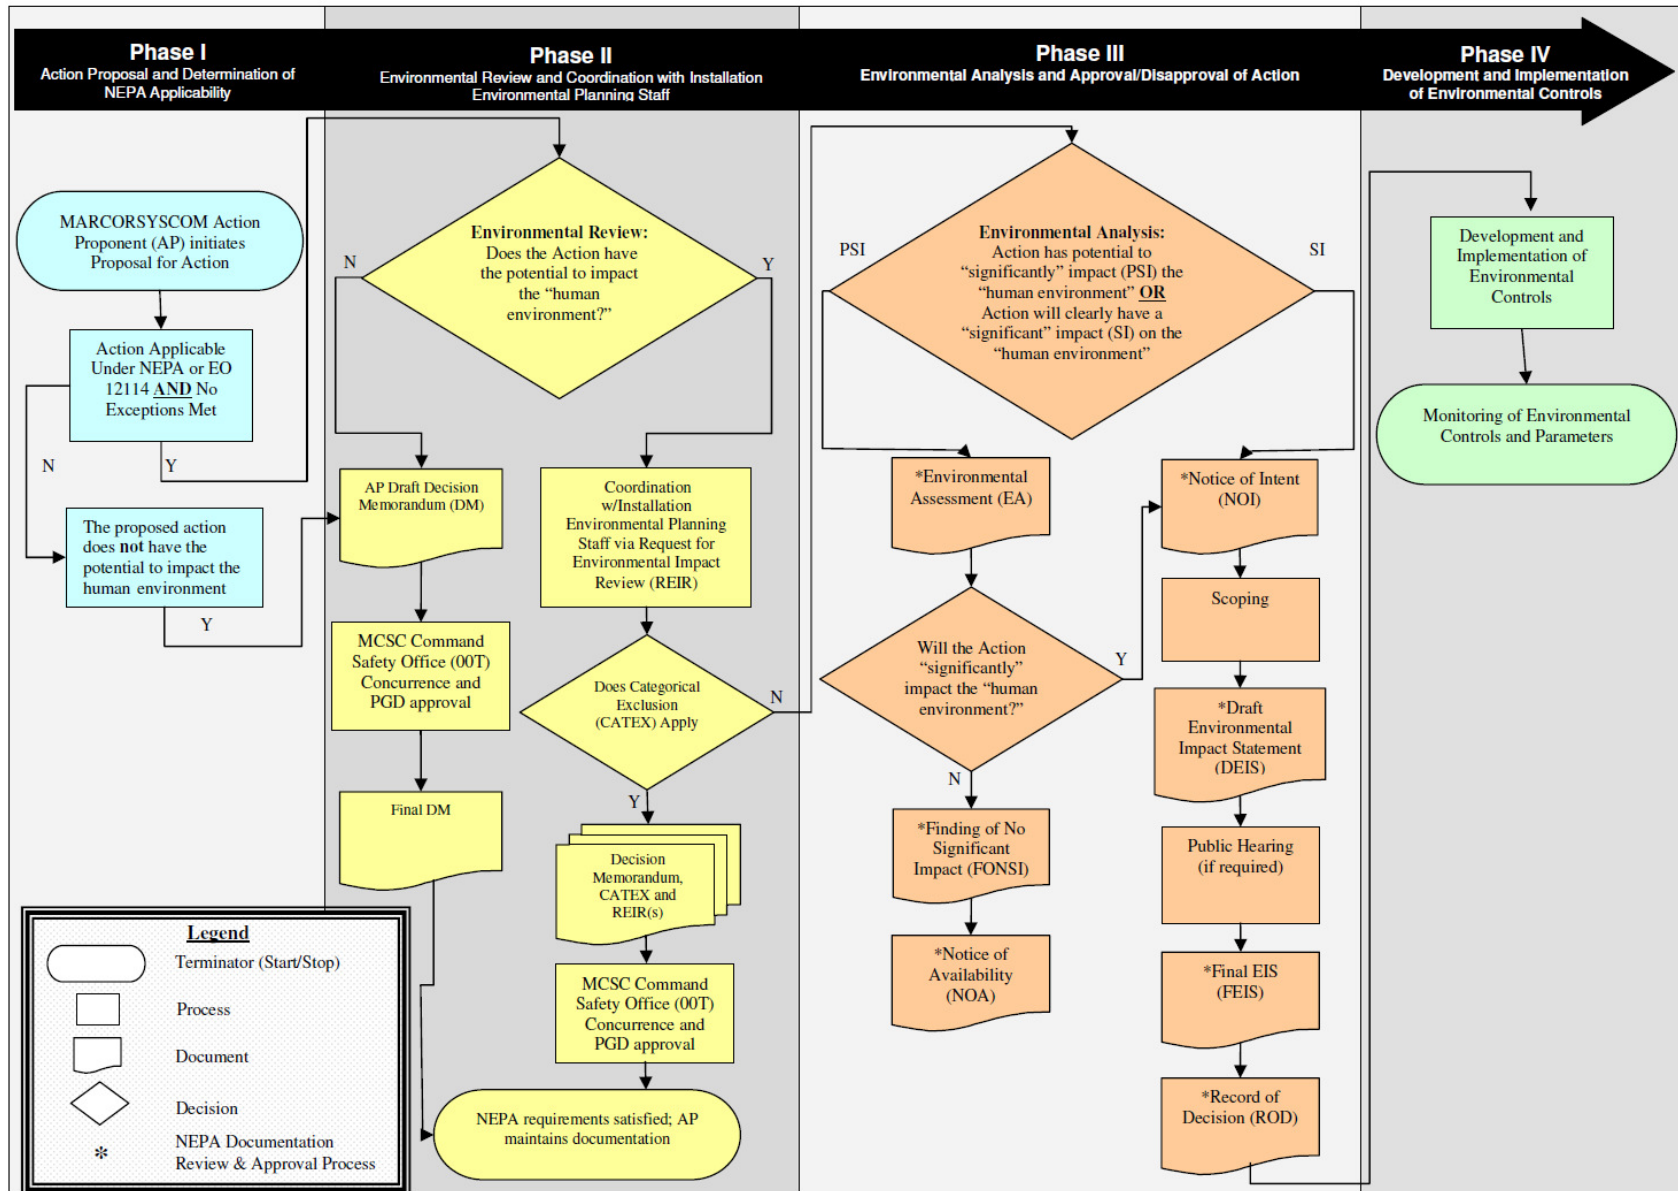 Phase I
Action Proposal and Determination of
NEPA Applicability
Phase II
Environmental Review and Coordination with Installation
Environmental Planning Staff
Phase III
Environmental Analysis and Approval/Disapproval of Action
Phase IV
Development and Implementation
of Environmental Controls
MARCORSYSCOM Action
Proponent (AP) initiates
Proposal for Action
Action Applicable
Under NEPA or EO
12114 AND No
Exceptions Met
N
Y
The proposed action
does not have the
potential to impact the
human environment
Y
Environmental Review:
Does the Action have
the potential to impact
the “human
environment?”
N
Y
AP Draft Decision
Memorandum (DM)
MCSC Command
Safety Office (00T)
Concurrence and
PGD approval
Final DM
Coordination
w/Installation
Environmental Planning
Staff via Request for
Environmental Impact
Review (REIR)
Does Categorical
Exclusion
(CATEX) Apply
N
Y
Decision
Memorandum,
CATEX and
REIR(s)
MCSC Command
Safety Office (00T)
Concurrence and
PGD approval
NEPA requirements satisfied; AP
maintains documentation
Environmental Analysis:
Action has potential to
“significantly” impact (PSI) the
“human environment” OR
Action will clearly have a
“significant” impact (SI) on the
“human environment”
PSI
SI
*Environmental
Assessment (EA)
Will the Action
“significantly”
impact the “human
environment?”
Y
N
*Finding of No
Significant
Impact (FONSI)
*Notice of
Availability
(NOA)
*Notice of Intent
(NOI)
Scoping
*Draft
Environmental
Impact Statement
(DEIS)
Public Hearing
(if required)
*Final EIS
(FEIS)
*Record of
Decision (ROD)
Development and
Implementation of
Environmental
Controls
Monitoring of Environmental
Controls and Parameters
Legend
Terminator (Start/Stop)
Process
Document
Decision
* NEPA Documentation
Review & Approval Process